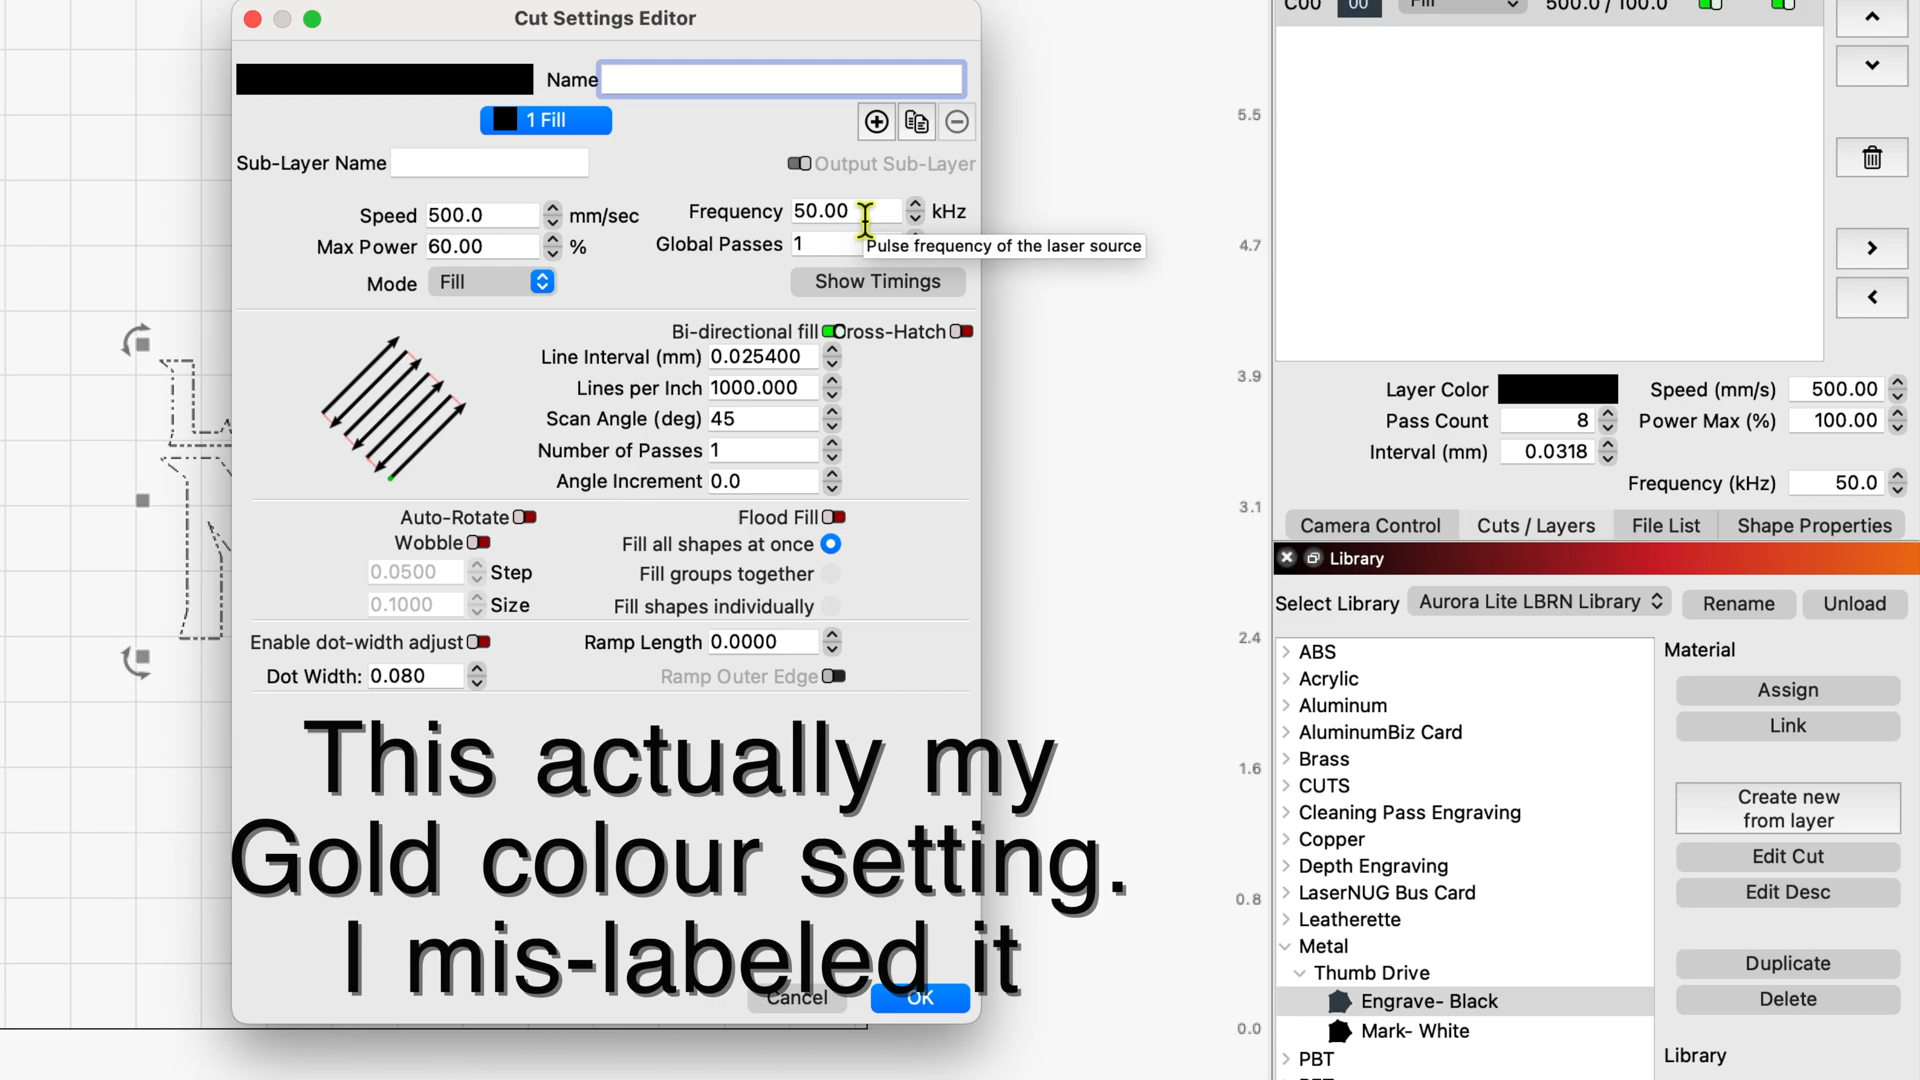 Cut Settings Editor
Name
1 Fill
Sub-Layer Name
Output Sub-Layer
Speed 500.0 mm/sec
Frequency 50.00 kHz
Max Power 60.00 %
Global Passes 1
Pulse frequency of the laser source
Mode Fill
Show Timings
Bi-directional fill
Cross-Hatch
Line Interval (mm) 0.025400
Lines per Inch 1000.000
Scan Angle (deg) 45
Number of Passes 1
Angle Increment 0.0
Auto-Rotate
Flood Fill
Wobble
Fill all shapes at once
0.0500 Step
Fill groups together
0.1000 Size
Fill shapes individually
Enable dot-width adjust
Ramp Length 0.0000
Dot Width: 0.080
Ramp Outer Edge
This actually my
Gold colour setting.
I mis-labeled it
Cancel
OK
5.5
4.7
3.9
3.1
2.4
1.6
0.8
0.0
C00 00 Fill 500.0 / 100.0
Layer Color
Speed (mm/s) 500.00
Pass Count 8
Power Max (%) 100.00
Interval (mm) 0.0318
Frequency (kHz) 50.0
Camera Control
Cuts / Layers
File List
Shape Properties
Library
Select Library Aurora Lite LBRN Library
Rename
Unload
ABS
Acrylic
Aluminum
AluminumBiz Card
Brass
CUTS
Cleaning Pass Engraving
Copper
Depth Engraving
LaserNUG Bus Card
Leatherette
Metal
Thumb Drive
Engrave- Black
Mark- White
PBT
Material
Assign
Link
Create new
from layer
Edit Cut
Edit Desc
Duplicate
Delete
Library